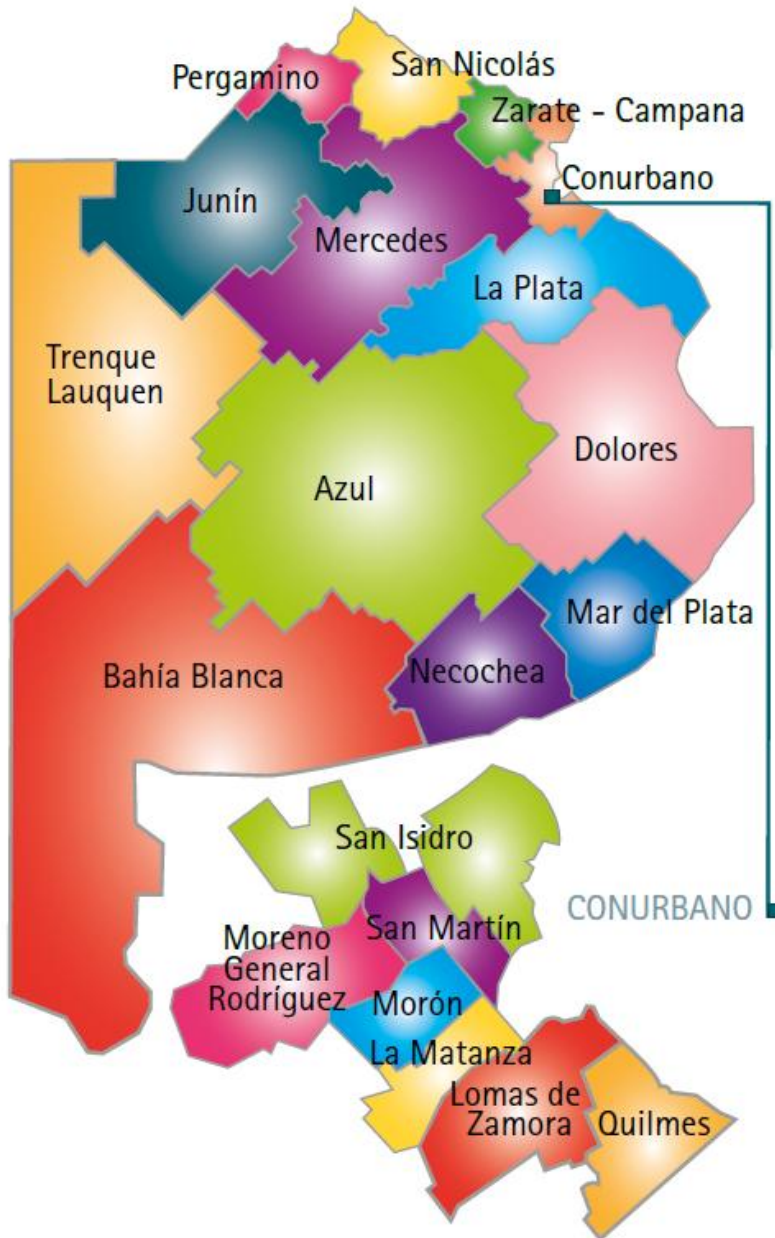 San Nicolás
Pergamino
Zarate - Campana
Conurbano
Junín
Mercedes
La Plata
Trenque
Lauquen
Dolores
Azul
Mar del Plata
Necochea
Bahía Blanca
San Isidro
CONURBANO
San Martín
Moreno
General
Rodríguez
Morón
La Matanza
Lomas de
Zamora
Quilmes